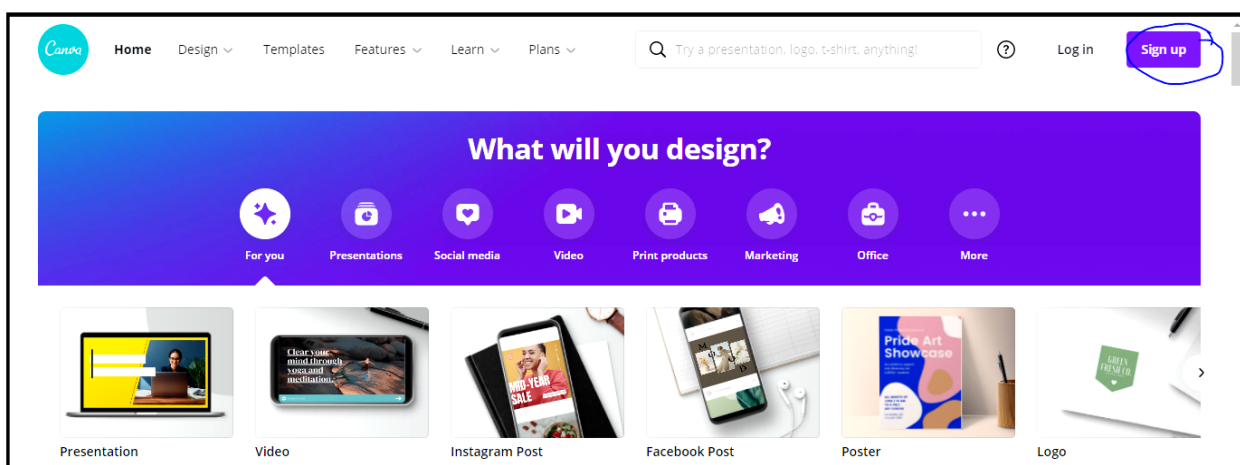 Canva
Home Design Templates Features Learn Plans Try a presentation, logo, t-shirt, anything! ? Log in Sign up
What will you design?
For you Presentations Social media Video Print products Marketing Office More
Clear your
mind through
yoga and
meditation.
MID-YEAR
SALE
M O O D
Pride Art
Showcase
GREEN
FRESH CO.
Presentation Video Instagram Post Facebook Post Poster Logo